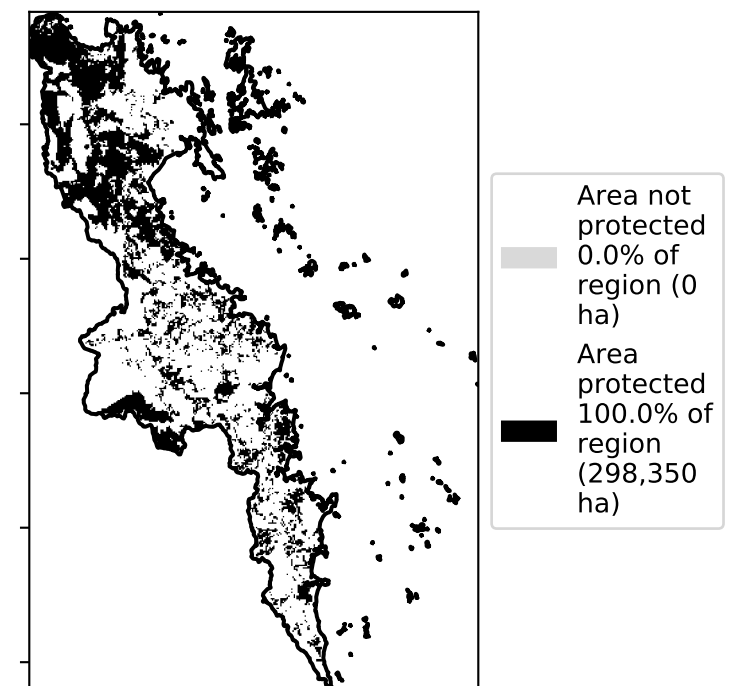 Area not
protected
0.0% of
region (0
ha)
Area
protected
100.0% of
region
(298,350
ha)